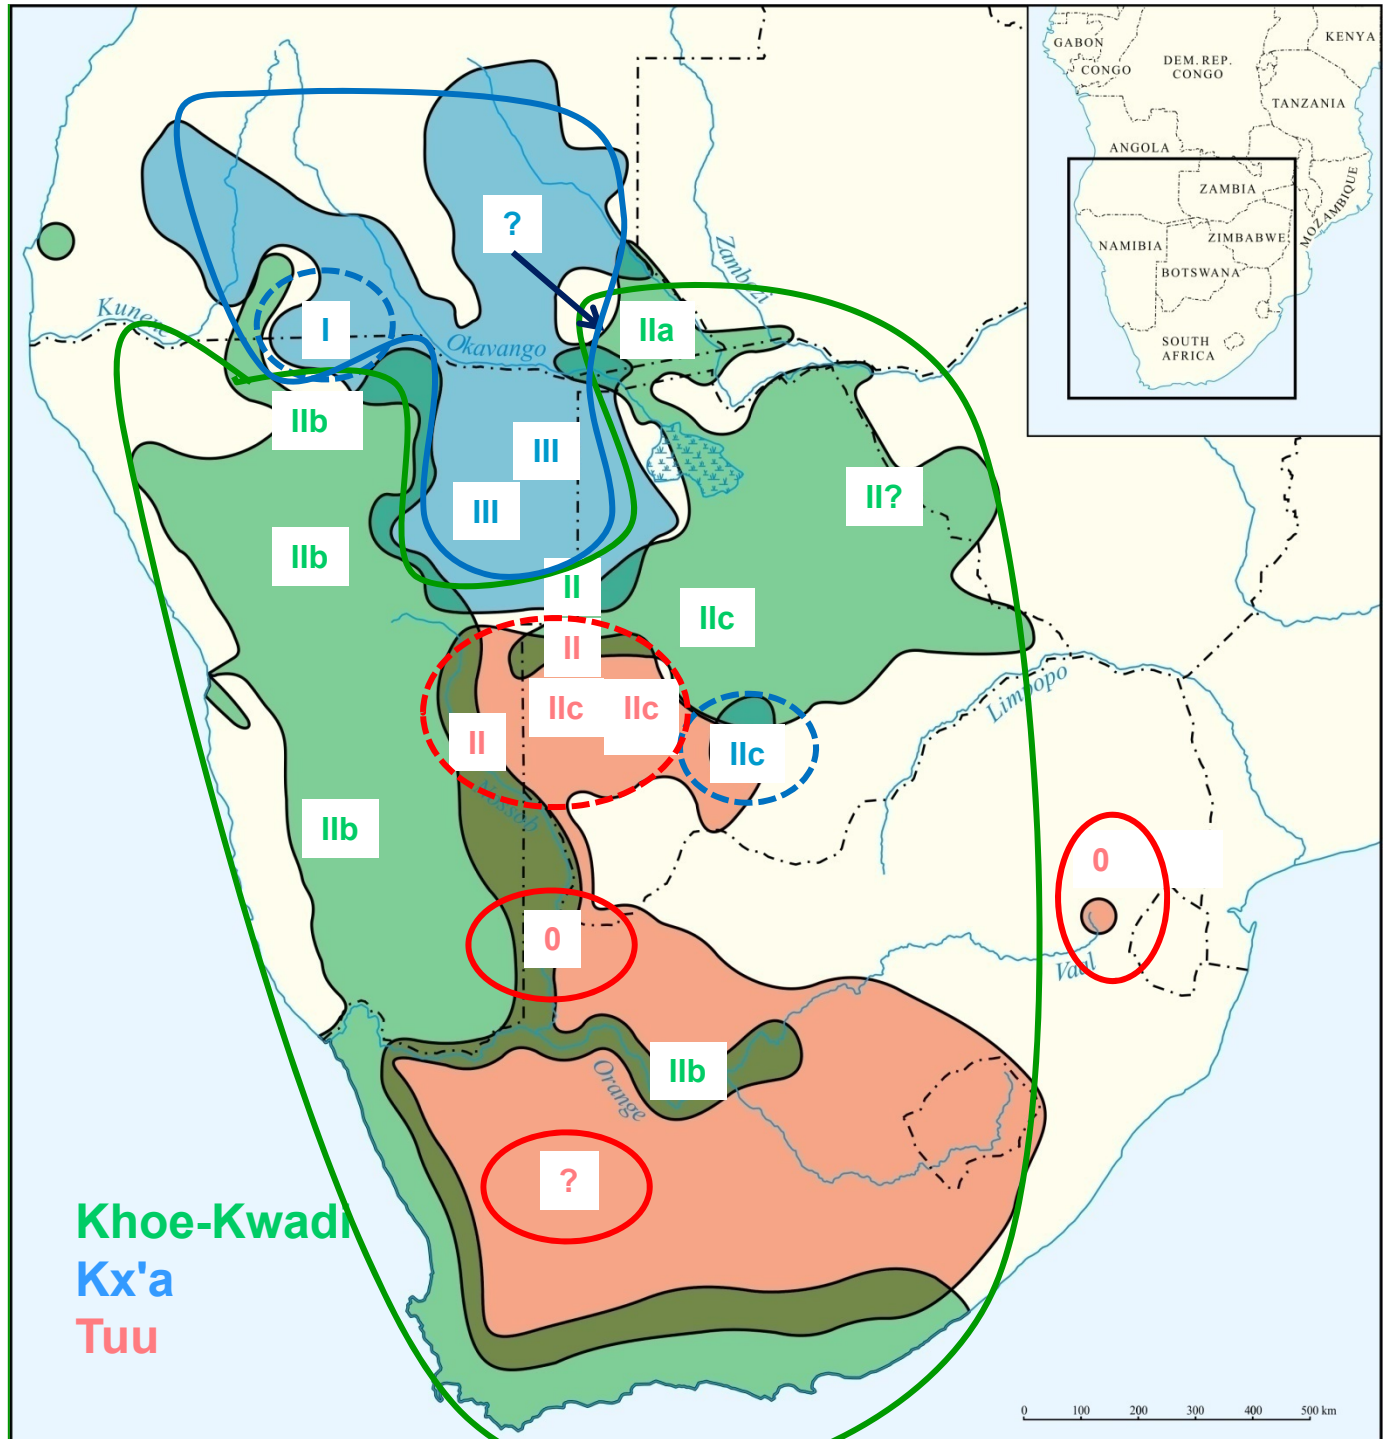 GABON
CONGO
DEM. REP.
CONGO
KENYA
TANZANIA
ANGOLA
ZAMBIA
MOZAMBIQUE
NAMIBIA
ZIMBABWE
BOTSWANA
SOUTH
AFRICA
?
Zambezi
Kunene
I
Okavango
IIa
IIb
III
III
II?
IIb
II
IIc
II
IIc
IIc
II
IIc
Limpopo
Nossob
IIb
0
0
Vaal
IIb
Orange
?
Khoe-Kwadi
Kx'a
Tuu
0 100 200 300 400 500 km